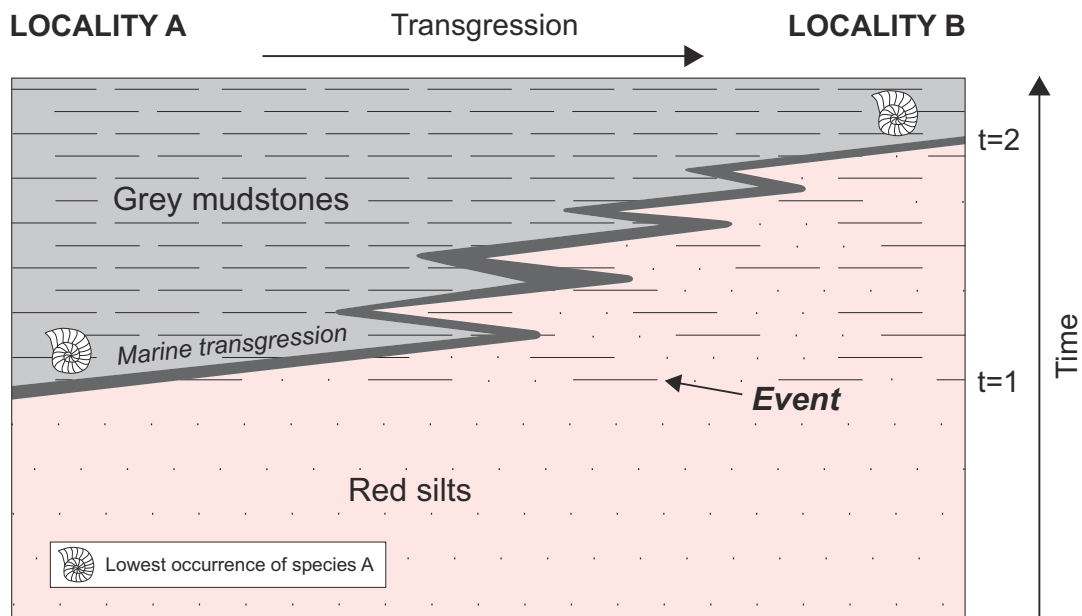 LOCALITY A
Transgression
LOCALITY B
t=2
Grey mudstones
Marine transgression
t=1
Event
Time
Red silts
Lowest occurrence of species A